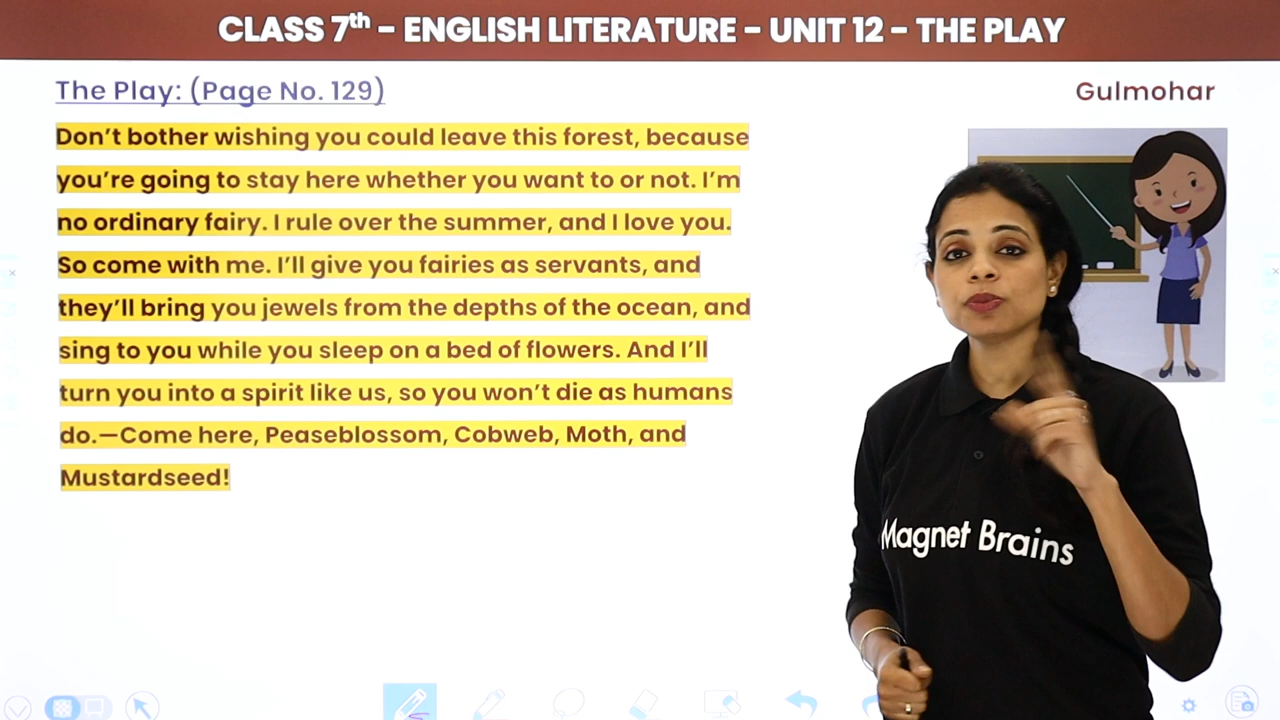 CLASS 7th - ENGLISH LITERATURE - UNIT 12 - THE PLAY
The Play: (Page No. 129)
Gulmohar
Don't bother wishing you could leave this forest, because
you're going to stay here whether you want to or not. I'm
no ordinary fairy. I rule over the summer, and I love you.
So come with me. I'll give you fairies as servants, and
they'll bring you jewels from the depths of the ocean, and
sing to you while you sleep on a bed of flowers. And I'll
turn you into a spirit like us, so you won't die as humans
do.—Come here, Peaseblossom, Cobweb, Moth, and
Mustardseed!
Magnet Brains